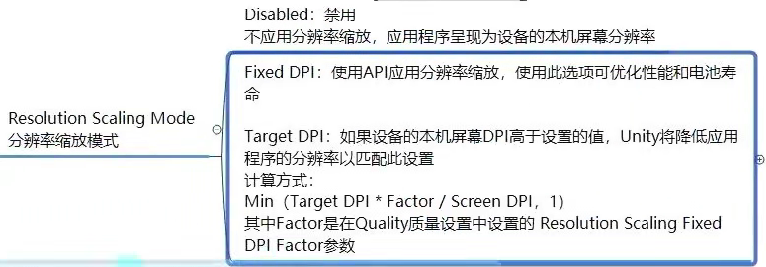 Disabled：禁用
不应用分辨率缩放，应用程序呈现为设备的本机屏幕分辨率
Resolution Scaling Mode
分辨率缩放模式
Fixed DPI：使用API应用分辨率缩放，使用此选项可优化性能和电池寿
命
Target DPI：如果设备的本机屏幕DPI高于设置的值，Unity将降低应用
程序的分辨率以匹配此设置
计算方式：
Min（Target DPI * Factor / Screen DPI，1）
其中Factor是在Quality质量设置中设置的 Resolution Scaling Fixed
DPI Factor参数